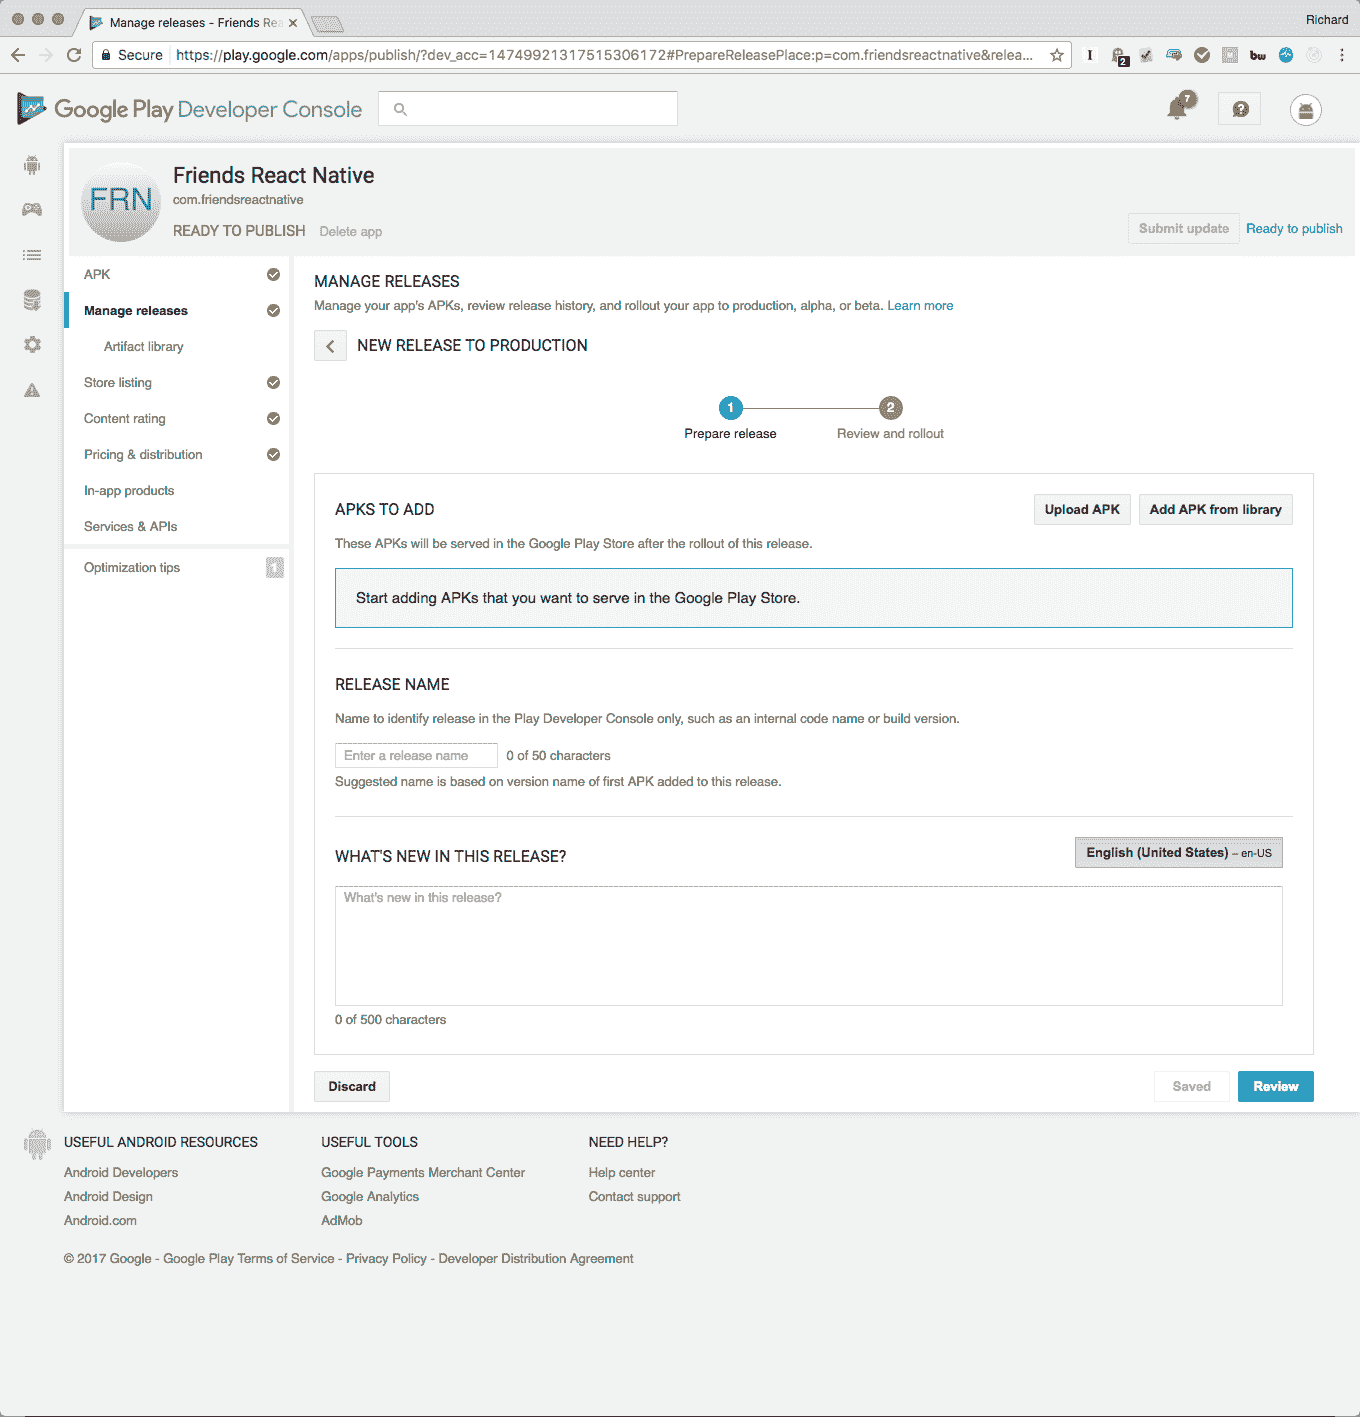 Manage releases - Friends Rea
Richard
Secure
https://play.google.com/apps/publish/?dev_acc=14749921317515306172#PrepareReleasePlace:p=com.friendsreactnative&relea...
2
bw
Google Play Developer Console
7
FRN
Friends React Native
com.friendsreactnative
READY TO PUBLISH Delete app
Submit update Ready to publish
APK
Manage releases
Artifact library
Store listing
Content rating
Pricing & distribution
In-app products
Services & APIs
Optimization tips 1
MANAGE RELEASES
Manage your app's APKs, review release history, and rollout your app to production, alpha, or beta. Learn more
NEW RELEASE TO PRODUCTION
1 2
Prepare release Review and rollout
APKS TO ADD
Upload APK Add APK from library
These APKs will be served in the Google Play Store after the rollout of this release.
Start adding APKs that you want to serve in the Google Play Store.
RELEASE NAME
Name to identify release in the Play Developer Console only, such as an internal code name or build version.
Enter a release name 0 of 50 characters
Suggested name is based on version name of first APK added to this release.
WHAT'S NEW IN THIS RELEASE?
English (United States) – en-US
What's new in this release?
0 of 500 characters
Discard
Saved Review
USEFUL ANDROID RESOURCES
Android Developers
Android Design
Android.com
USEFUL TOOLS
Google Payments Merchant Center
Google Analytics
AdMob
NEED HELP?
Help center
Contact support
© 2017 Google - Google Play Terms of Service - Privacy Policy - Developer Distribution Agreement